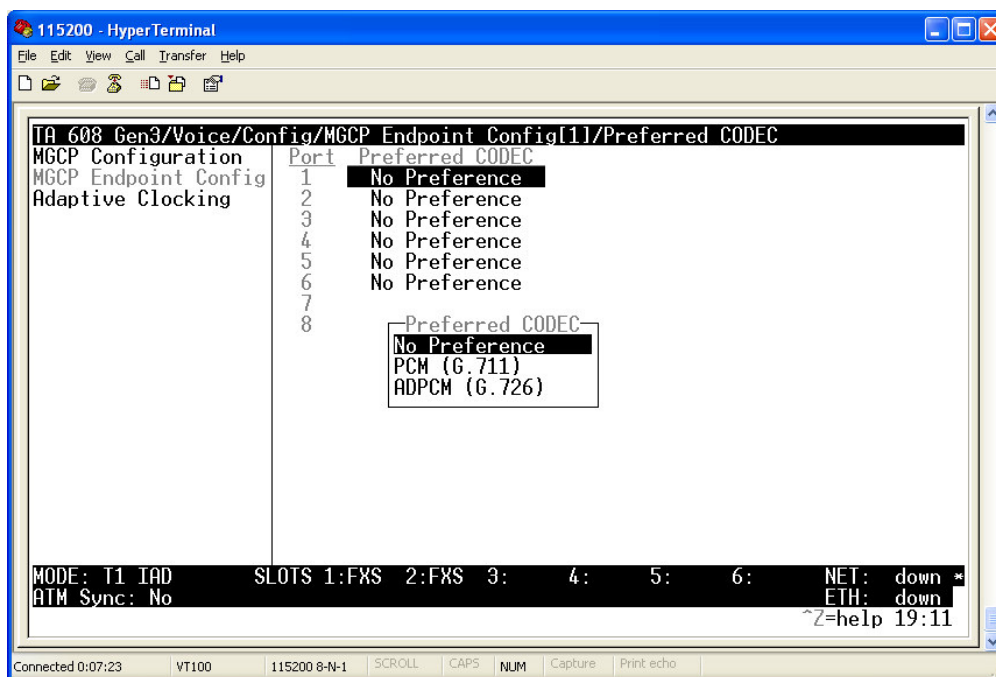 115200 - HyperTerminal
File Edit View Call Transfer Help
TA 608 Gen3/Voice/Config/MGCP Endpoint Config[1]/Preferred CODEC
MGCP Configuration Port Preferred CODEC
MGCP Endpoint Config 1 No Preference
Adaptive Clocking 2 No Preference
3 No Preference
4 No Preference
5 No Preference
6 No Preference
7
8 Preferred CODEC
No Preference
PCM (G.711)
ADPCM (G.726)
MODE: T1 IAD SLOTS 1:FXS 2:FXS 3: 4: 5: 6: NET: down *
ATM Sync: No ETH: down
^Z=help 19:11
Connected 0:07:23 VT100 115200 8-N-1 SCROLL CAPS NUM Capture Print echo